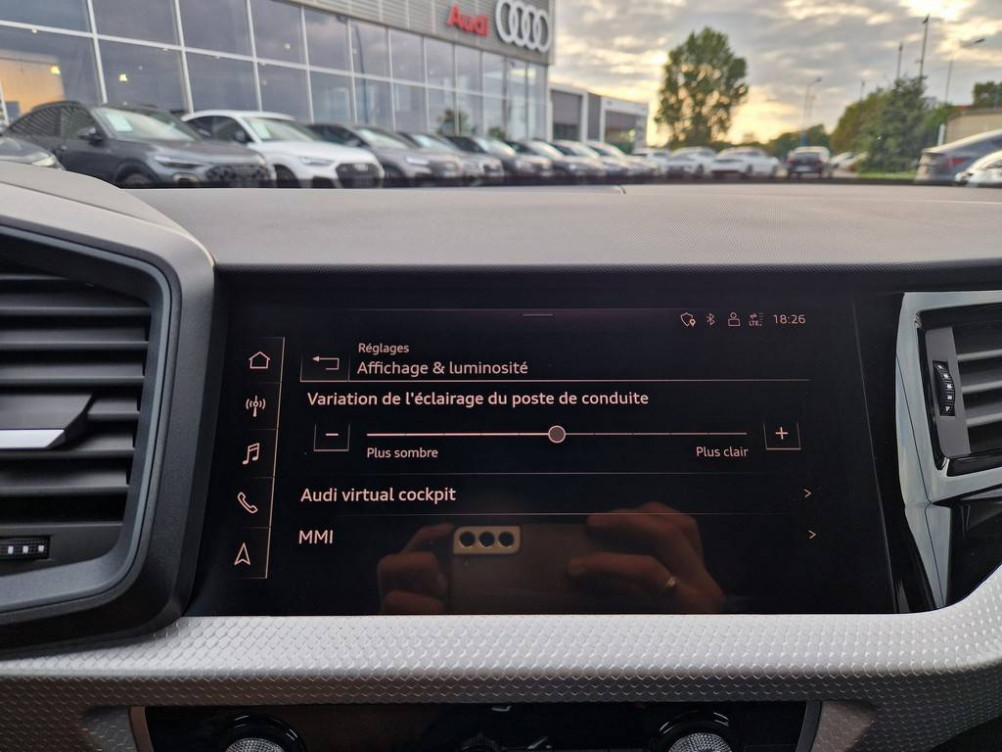 Audi
LTE
18:26
Réglages
Affichage & luminosité
Variation de l'éclairage du poste de conduite
Plus sombre
Plus clair
Audi virtual cockpit
MMI